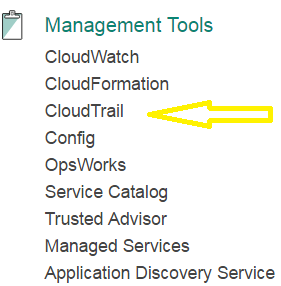 Management Tools
CloudWatch
CloudFormation
CloudTrail
Config
OpsWorks
Service Catalog
Trusted Advisor
Managed Services
Application Discovery Service